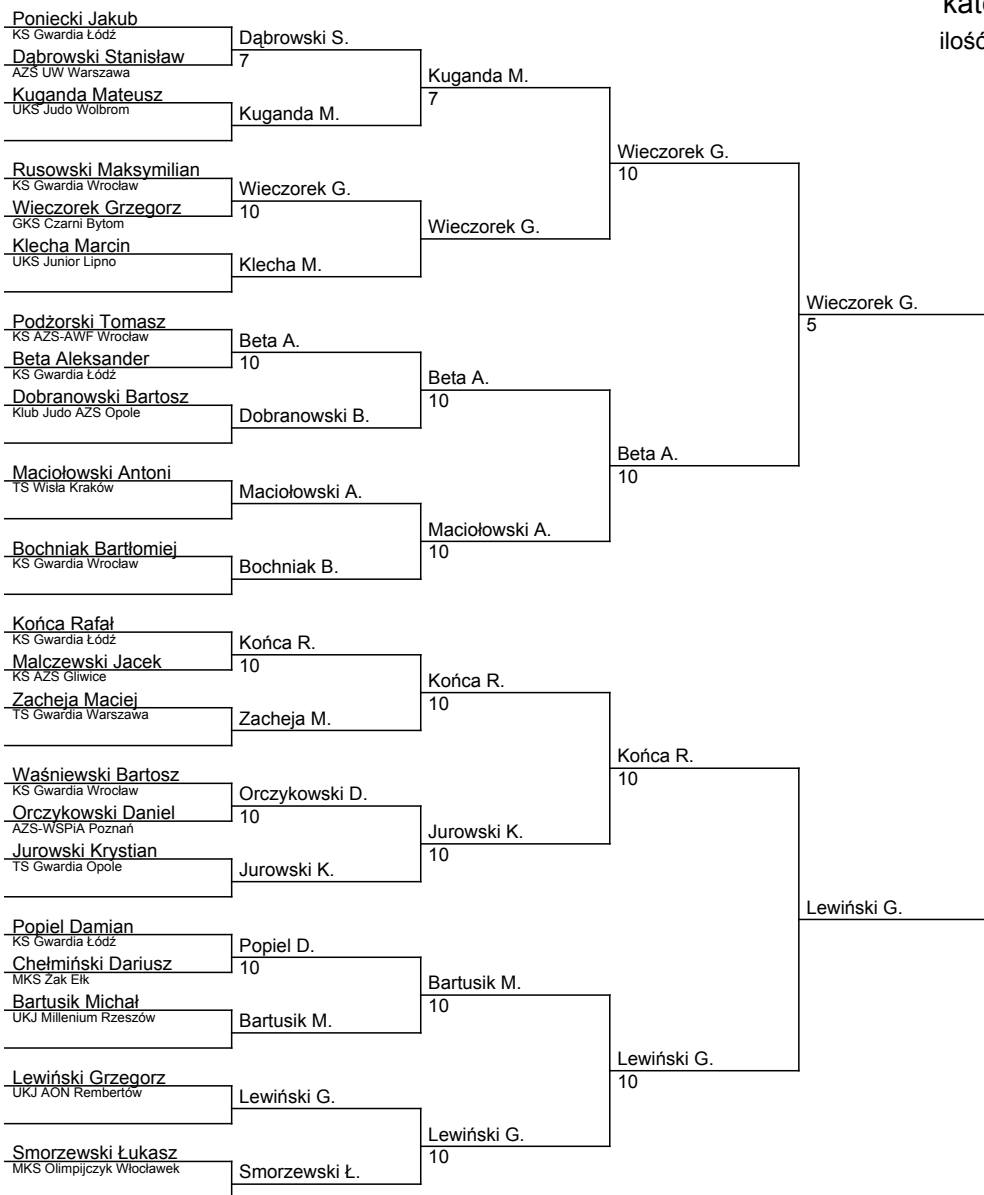 kate
ilość
Poniecki Jakub
KS Gwardia Łódź
Dąbrowski Stanisław
AZS UW Warszawa
Kuganda Mateusz
UKS Judo Wolbrom
Rusowski Maksymilian
KS Gwardia Wrocław
Wieczorek Grzegorz
GKS Czarni Bytom
Klecha Marcin
UKS Junior Lipno
Podżorski Tomasz
KS AZS-AWF Wrocław
Beta Aleksander
KS Gwardia Łódź
Dobranowski Bartosz
Klub Judo AZS Opole
Maciołowski Antoni
TS Wisła Kraków
Bochniak Bartłomiej
KS Gwardia Wrocław
Końca Rafał
KS Gwardia Łódź
Malczewski Jacek
KS AZS Gliwice
Zacheja Maciej
TS Gwardia Warszawa
Waśniewski Bartosz
KS Gwardia Wrocław
Orczykowski Daniel
AZS-WSPiA Poznań
Jurowski Krystian
TS Gwardia Opole
Popiel Damian
KS Gwardia Łódź
Chełmiński Dariusz
MKS Żak Ełk
Bartusik Michał
UKJ Millenium Rzeszów
Lewiński Grzegorz
UKJ AON Rembertów
Smorzewski Łukasz
MKS Olimpijczyk Włocławek
Dąbrowski S.
7
Kuganda M.
Wieczorek G.
10
Klecha M.
Beta A.
10
Dobranowski B.
Maciołowski A.
Bochniak B.
Końca R.
10
Zacheja M.
Orczykowski D.
10
Jurowski K.
Popiel D.
10
Bartusik M.
Lewiński G.
Smorzewski Ł.
Kuganda M.
7
Wieczorek G.
Beta A.
10
Maciołowski A.
10
Końca R.
10
Jurowski K.
10
Bartusik M.
10
Lewiński G.
10
Wieczorek G.
10
Beta A.
10
Końca R.
10
Lewiński G.
10
Wieczorek G.
5
Lewiński G.